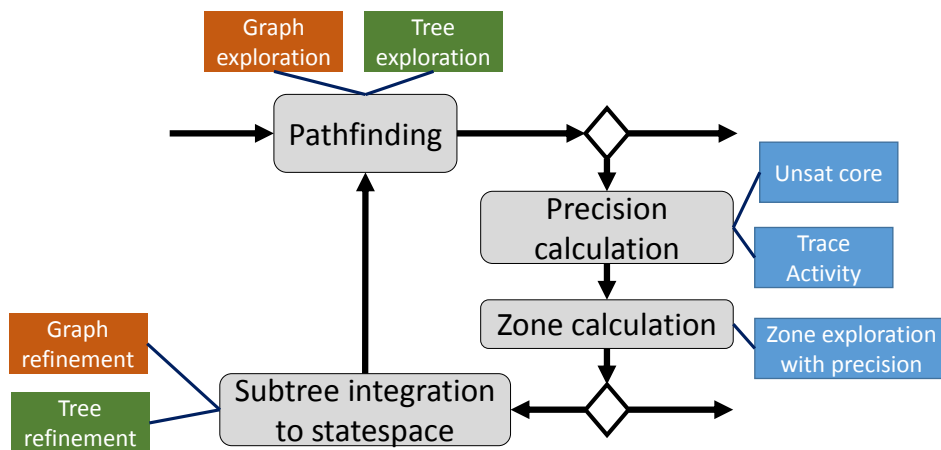 Graph
exploration
Tree
exploration
Pathfinding
Unsat core
Precision
calculation
Trace
Activity
Zone calculation
Zone exploration
with precision
Graph
refinement
Subtree integration
to statespace
Tree
refinement